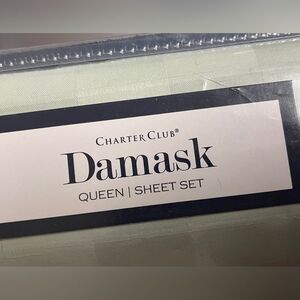 CHARTER CLUB®
Damask
QUEEN | SHEET SET